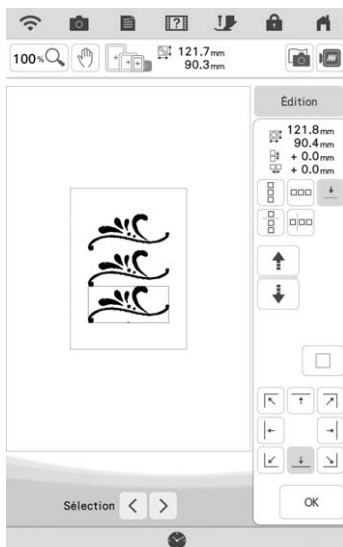 100%
121.7mm
90.3mm
Édition
121.8mm
90.4mm
+ 0.0mm
+ 0.0mm
Sélection
OK